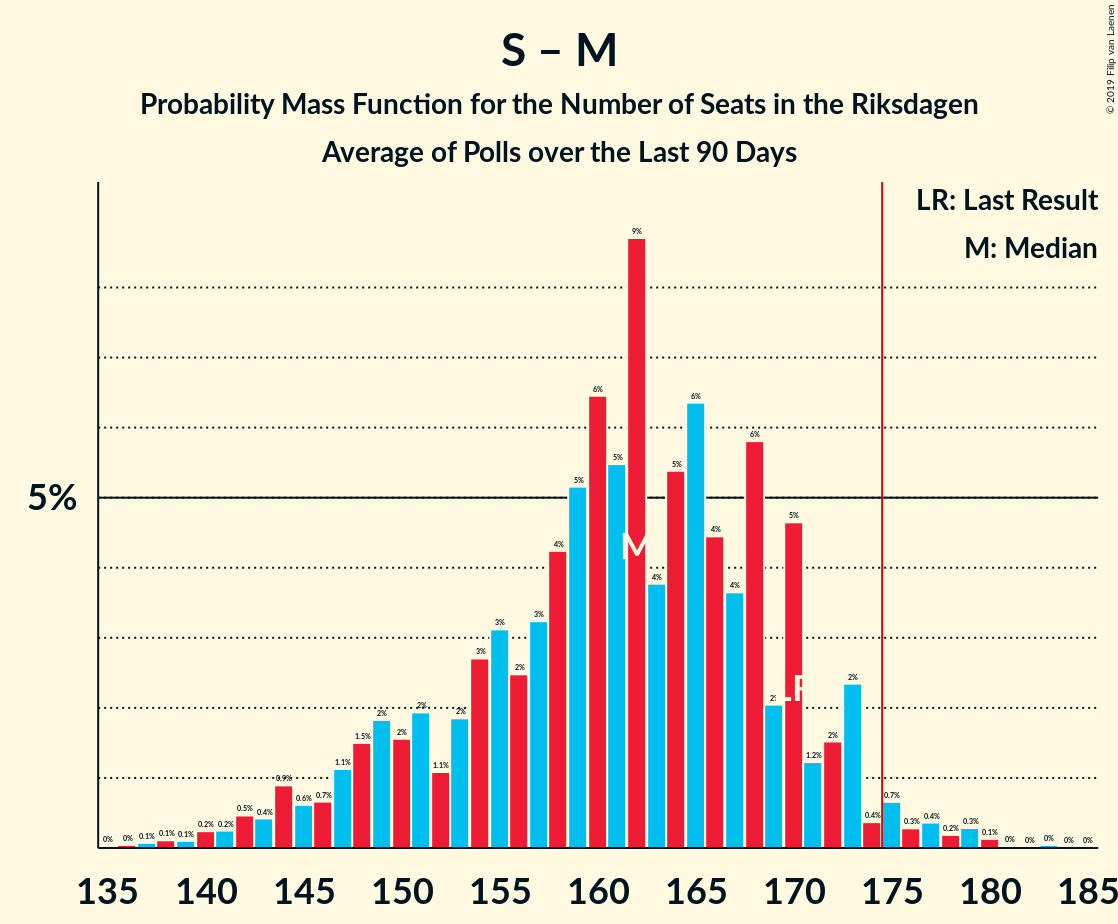 S – M
Probability Mass Function for the Number of Seats in the Riksdagen
Average of Polls over the Last 90 Days
© 2019 Filip van Laenen
LR: Last Result
M: Median
5%
0% 0% 0.1% 0.1% 0.1% 0.2% 0.2% 0.5% 0.4% 0.9% 0.6% 0.7% 1.1% 1.5% 2% 2% 2% 1.1% 2% 3% 3% 2% 3% 4% 5% 6% 5% 9% 4% 5% 6% 4% 4% 6% 2% 5% 1.2% 2% 2% 0.4% 0.7% 0.3% 0.4% 0.2% 0.3% 0.1% 0% 0% 0% 0% 0%
M
LR
135 140 145 150 155 160 165 170 175 180 185